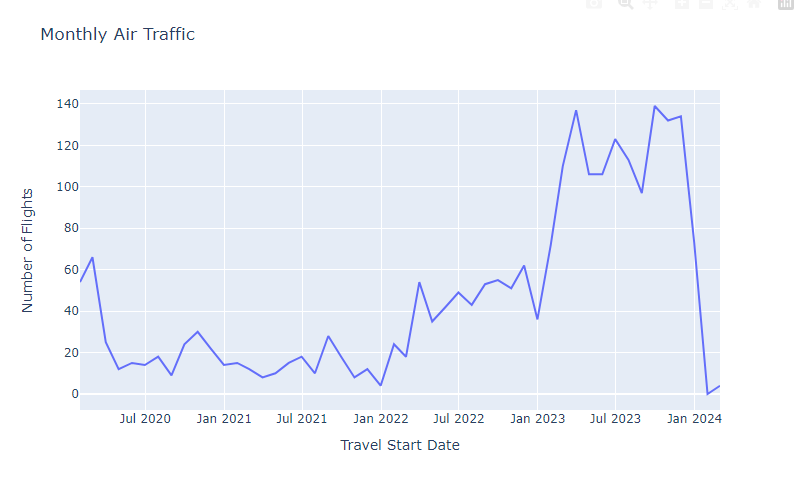 Monthly Air Traffic
140
120
100
80
60
40
20
0
Number of Flights
Jul 2020 Jan 2021 Jul 2021 Jan 2022 Jul 2022 Jan 2023 Jul 2023 Jan 2024
Travel Start Date